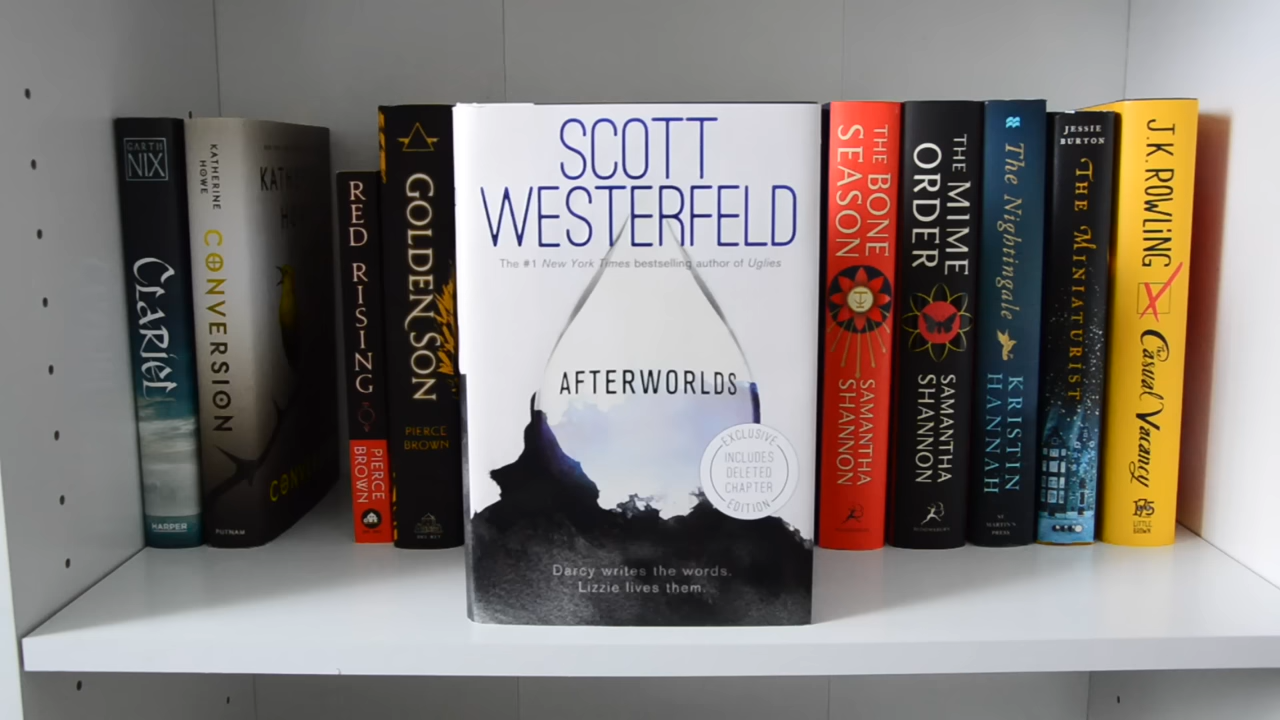 GARTH
NIX
CLARIEL
HARPER
KATHERINE
HOWE
CONVERSION
PUTNAM
RED RISING
PIERCE
BROWN
GOLDEN SON
PIERCE
BROWN
DEL REY
SCOTT
WESTERFELD
The #1 New York Times bestselling author of Uglies
AFTERWORLDS
EXCLUSIVE
INCLUDES
DELETED
CHAPTER
EDITION
Darcy writes the words.
Lizzie lives them.
THE BONE
SEASON
SAMANTHA
SHANNON
THE MIME
ORDER
SAMANTHA
SHANNON
The Nightingale
KRISTIN
HANNAH
ST.
MARTIN'S
PRESS
JESSIE
BURTON
THE MINIATURIST
J.K. ROWLING
The Casual Vacancy
LITTLE
BROWN